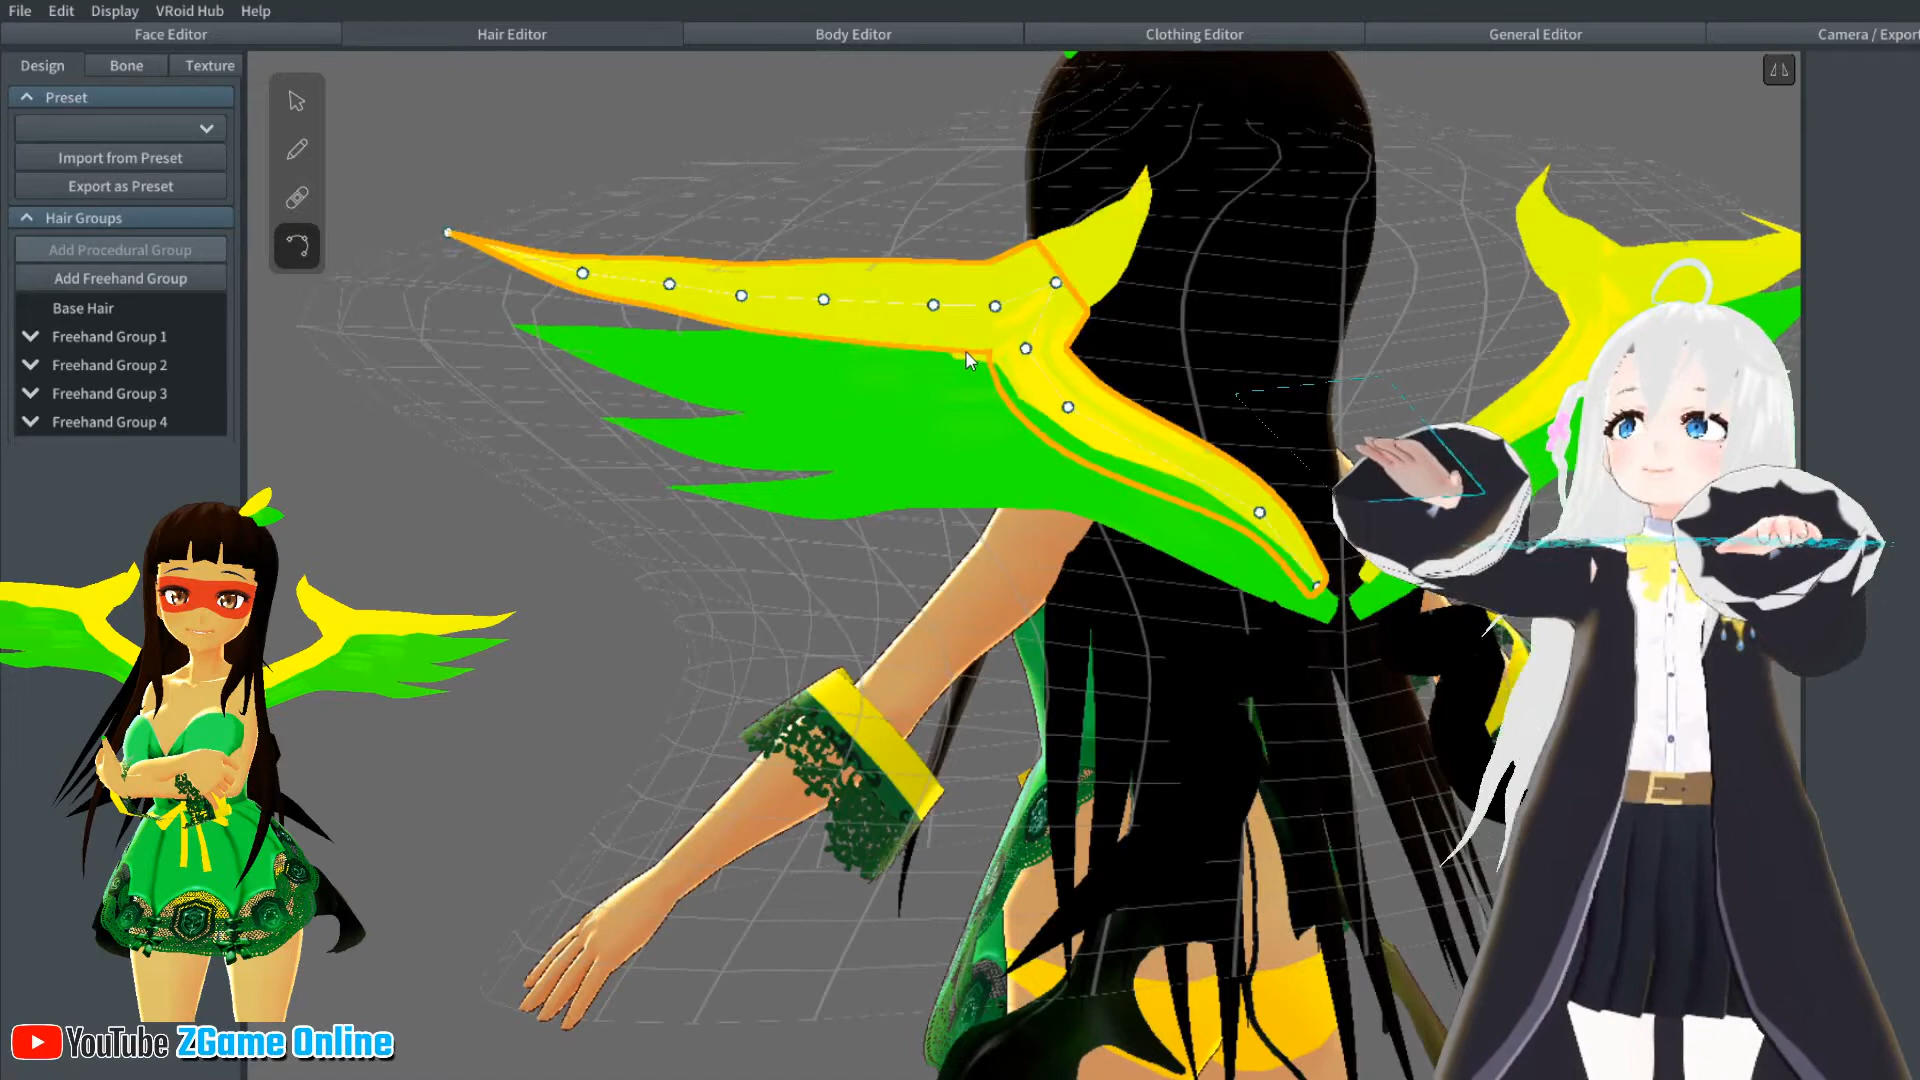 File Edit Display VRoid Hub Help
Face Editor Hair Editor Body Editor Clothing Editor General Editor Camera / Export
Design Bone Texture
Preset
Import from Preset
Export as Preset
Hair Groups
Add Procedural Group
Add Freehand Group
Base Hair
Freehand Group 1
Freehand Group 2
Freehand Group 3
Freehand Group 4
YouTube ZGame Online